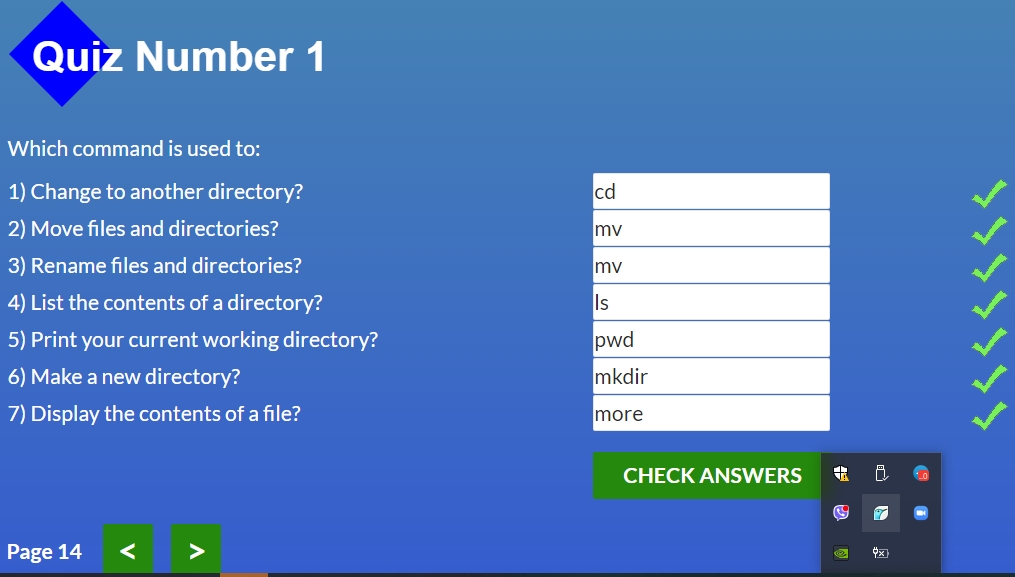 Quiz Number 1
Which command is used to:
1) Change to another directory? cd
2) Move files and directories? mv
3) Rename files and directories? mv
4) List the contents of a directory? ls
5) Print your current working directory? pwd
6) Make a new directory? mkdir
7) Display the contents of a file? more
CHECK ANSWERS
Page 14 < >